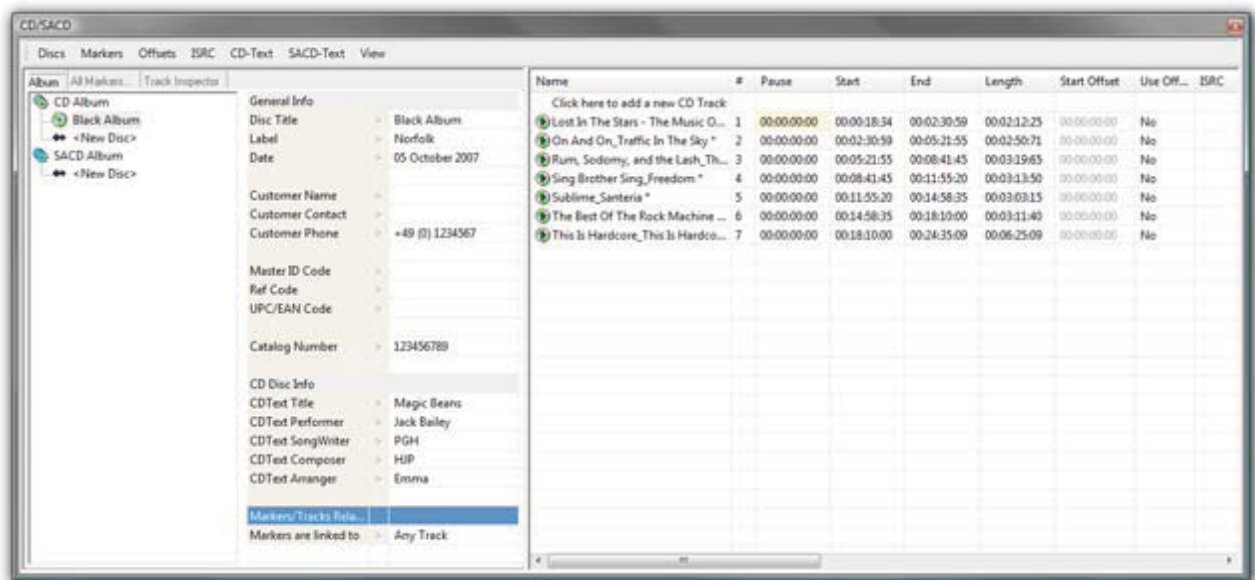 CD/SACD
Discs Markers Offsets ISRC CD-Text SACD-Text View
Album All Markers... Track Inspector
CD Album
Black Album
<New Disc>
SACD Album
<New Disc>
General Info
Disc Title Black Album
Label Norfolk
Date 05 October 2007
Customer Name
Customer Contact
Customer Phone +49 (0) 1234567
Master ID Code
Ref Code
UPC/EAN Code
Catalog Number 123456789
CD Disc Info
CDText Title Magic Beans
CDText Performer Jack Bailey
CDText SongWriter PGH
CDText Composer HJP
CDText Arranger Emma
Markers/Tracks Rela...
Markers are linked to Any Track
Name # Pause Start End Length Start Offset Use Off... ISRC
Click here to add a new CD Track
Lost In The Stars - The Music O... 1 00:00:00:00 00:00:18:34 00:02:30:59 00:02:12:25 00:00:00:00 No
On And On_Traffic In The Sky * 2 00:00:00:00 00:02:30:59 00:05:21:55 00:02:50:71 00:00:00:00 No
Rum, Sodomy, and the Lash_Th... 3 00:00:00:00 00:05:21:55 00:08:41:45 00:03:19:65 00:00:00:00 No
Sing Brother Sing_Freedom * 4 00:00:00:00 00:08:41:45 00:11:55:20 00:03:13:50 00:00:00:00 No
Sublime_Santeria * 5 00:00:00:00 00:11:55:20 00:14:58:35 00:03:03:15 00:00:00:00 No
The Best Of The Rock Machine ... 6 00:00:00:00 00:14:58:35 00:18:10:00 00:03:11:40 00:00:00:00 No
This Is Hardcore_This Is Hardco... 7 00:00:00:00 00:18:10:00 00:24:35:09 00:06:25:09 00:00:00:00 No